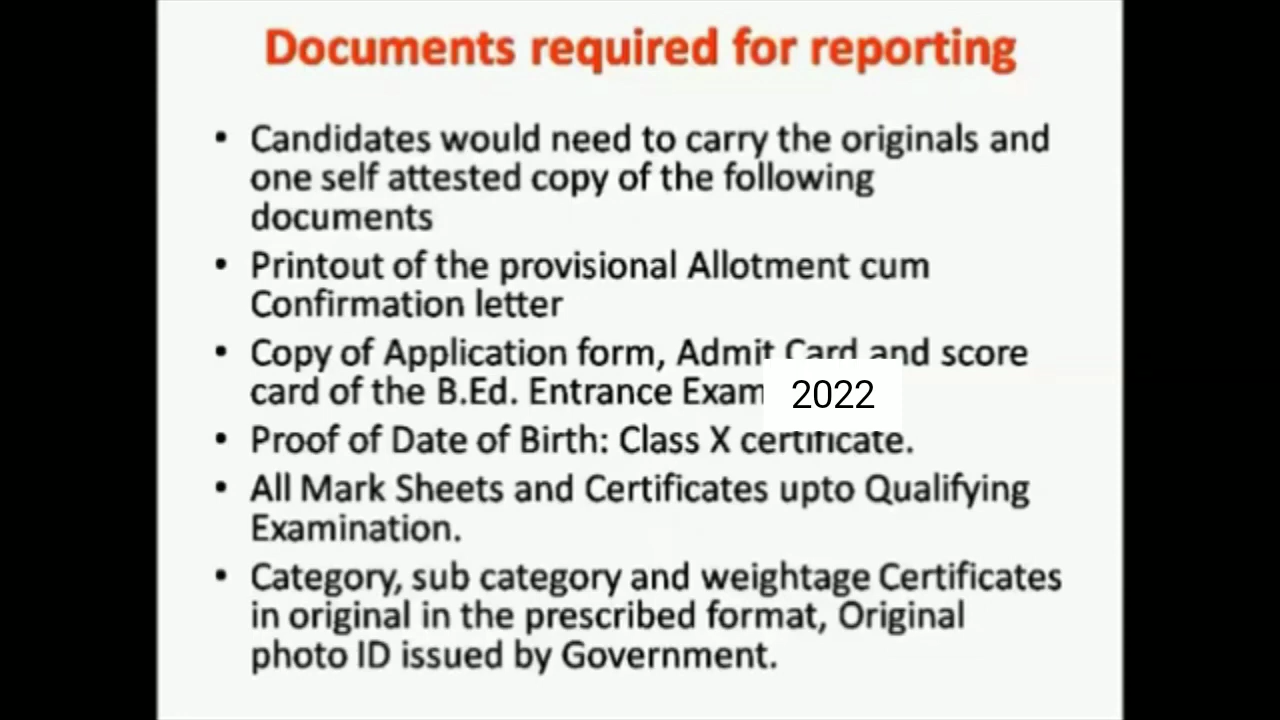 Documents required for reporting
• Candidates would need to carry the originals and
one self attested copy of the following
documents
• Printout of the provisional Allotment cum
Confirmation letter
• Copy of Application form, Admit Card and score
card of the B.Ed. Entrance Exam 2022
• Proof of Date of Birth: Class X certificate.
• All Mark Sheets and Certificates upto Qualifying
Examination.
• Category, sub category and weightage Certificates
in original in the prescribed format, Original
photo ID issued by Government.